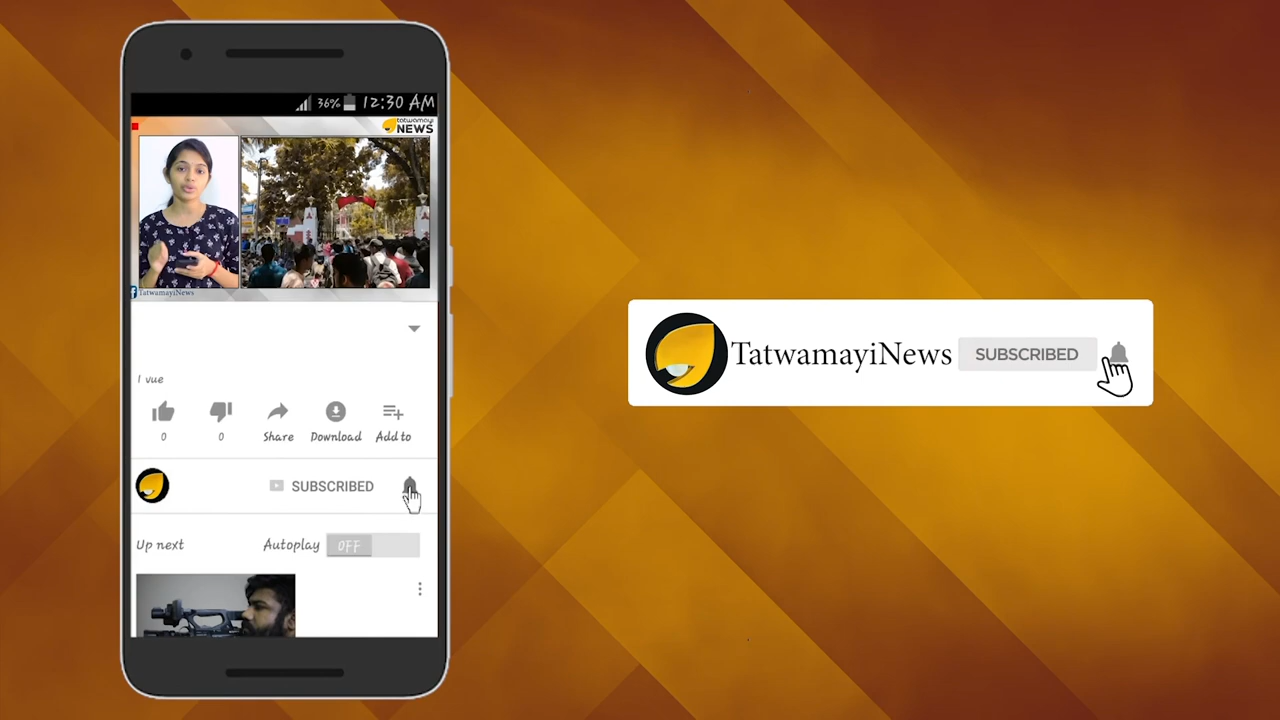 36% 12:30 AM
tatwamayi
NEWS
TatwamayiNews
1 vue
0
0
Share
Download
Add to
SUBSCRIBED
Up next
Autoplay
OFF
TatwamayiNews
SUBSCRIBED